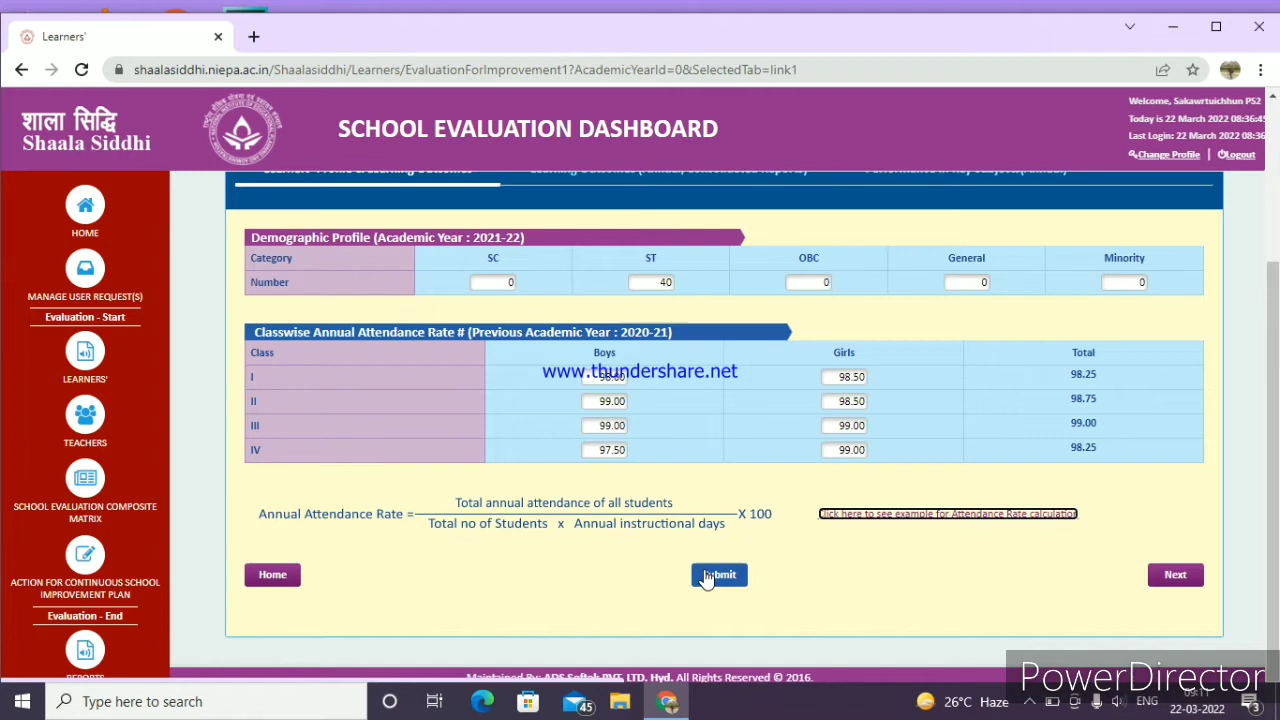 Learners'
shaalasiddhi.niepa.ac.in/Shaalasiddhi/Learners/EvaluationForImprovement1?AcademicYearId=0&SelectedTab=link1
शाला सिद्धि
Shaala Siddhi
SCHOOL EVALUATION DASHBOARD
Welcome, Sakawrtuichhun PS2
Today is 22 March 2022 08:36:45
Last Login: 22 March 2022 08:36
Change Profile | Logout
HOME
MANAGE USER REQUEST(S)
Evaluation - Start
LEARNERS'
TEACHERS
SCHOOL EVALUATION COMPOSITE
MATRIX
ACTION FOR CONTINUOUS SCHOOL
IMPROVEMENT PLAN
Evaluation - End
Demographic Profile (Academic Year : 2021-22)
Category SC ST OBC General Minority
Number 0 40 0 0 0
Classwise Annual Attendance Rate # (Previous Academic Year : 2020-21)
Class Boys Girls Total
www.thundershare.net
I 98.50 98.25
II 99.00 98.50 98.75
III 99.00 99.00 99.00
IV 97.50 99.00 98.25
Total annual attendance of all students
Annual Attendance Rate = X 100
Total no of Students x Annual instructional days
Click here to see example for Attendance Rate calculation
Home Submit Next
Maintained By: ADS Softek PVT, LTD, Hyd. All Rights Reserved © 2016.
PowerDirector
Type here to search
45
26°C Haze
ENG
09:11
22-03-2022
3